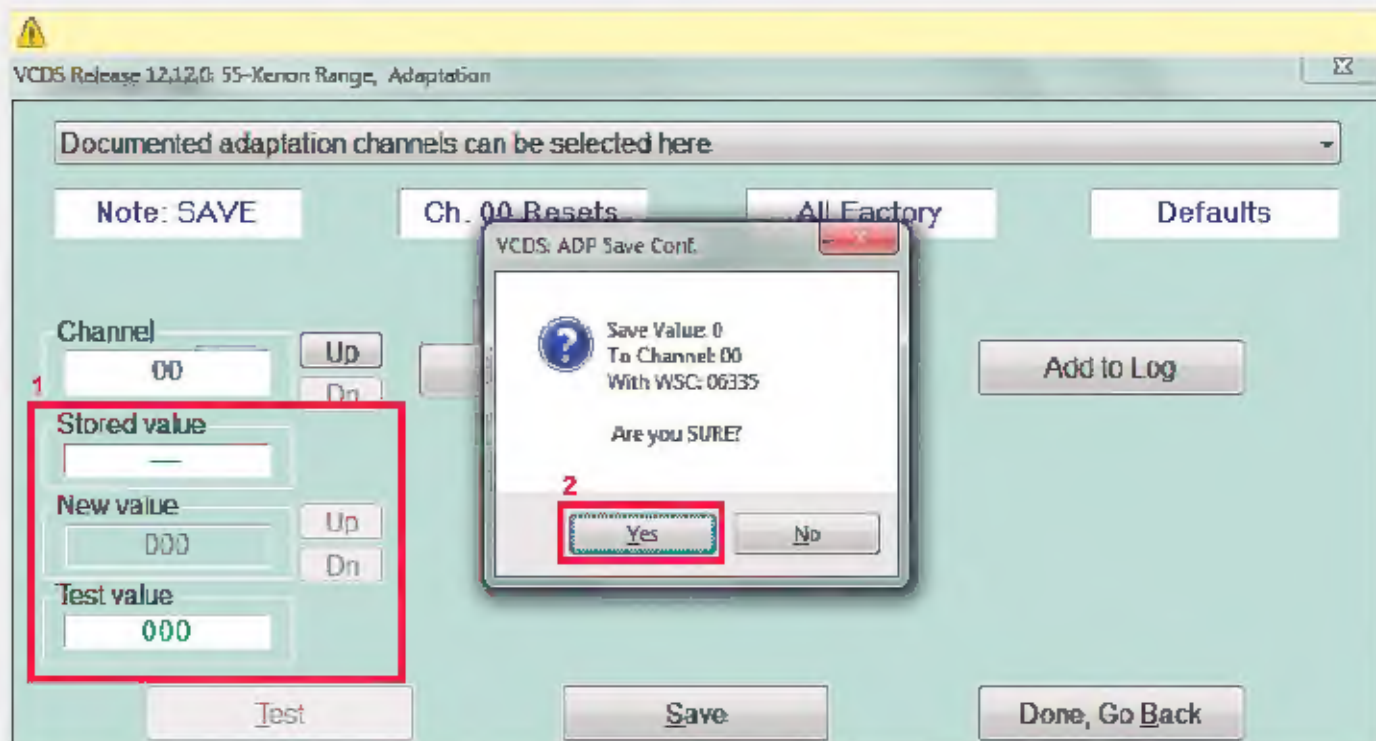 VCDS Release 12.12.0: 55-Xenon Range, Adaptation
Documented adaptation channels can be selected here
Note: SAVE
Ch. 00 Resets
All Factory
Defaults
VCDS: ADP Save Conf.
Channel
00
Up
Dn
Add to Log
1
Stored value
---
New value
000
Up
Dn
Test value
000
Save Value: 0
To Channel: 00
With WSC: 06335
Are you SURE?
2
Yes
No
Test
Save
Done, Go Back